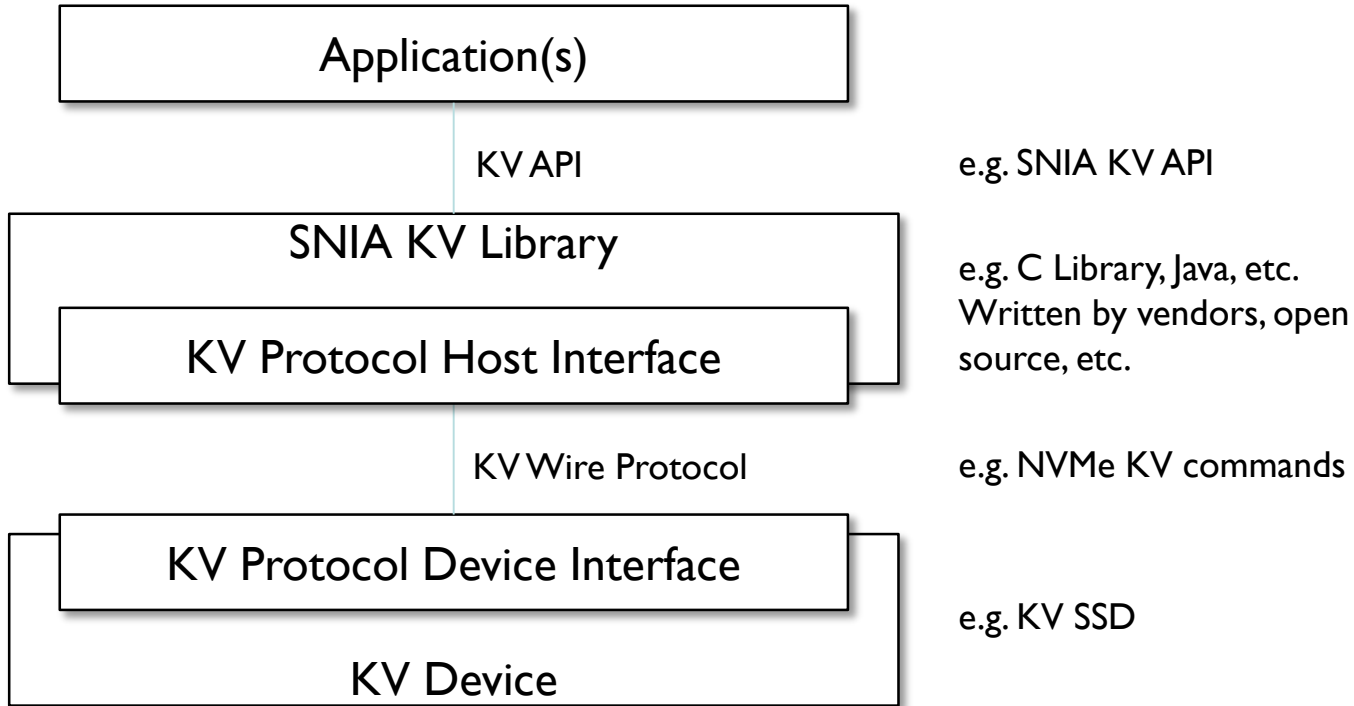 Application(s)
KV API
e.g. SNIA KV API
SNIA KV Library
e.g. C Library, Java, etc.
Written by vendors, open
source, etc.
KV Protocol Host Interface
KV Wire Protocol
e.g. NVMe KV commands
KV Protocol Device Interface
e.g. KV SSD
KV Device